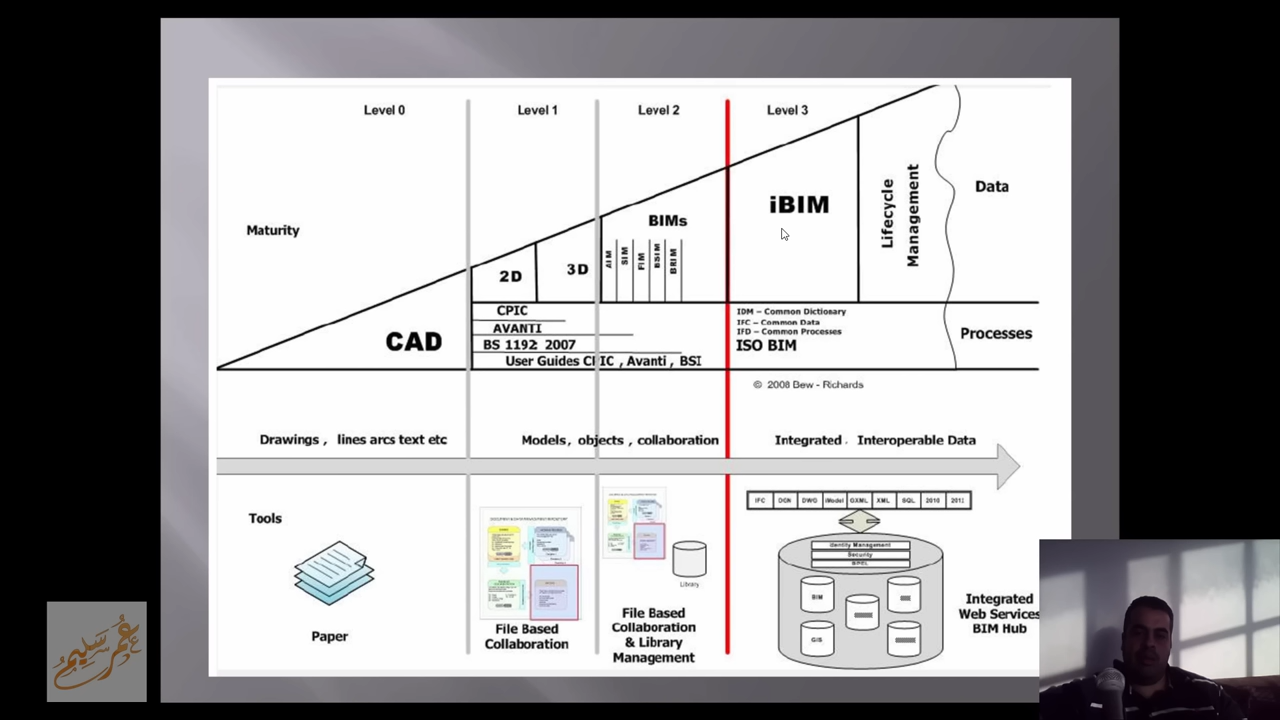 Level 0
Level 1
Level 2
Level 3
Maturity
CAD
2D
3D
BIMs
AIM
SIM
FIM
BSIM
BRIM
iBIM
Lifecycle
Management
Data
CPIC
AVANTI
BS 1192 2007
User Guides CPIC , Avanti , BSI
IDM – Common Dictionary
IFC – Common Data
IFD – Common Processes
ISO BIM
Processes
© 2008 Bew - Richards
Drawings , lines arcs text etc
Models, objects , collaboration
Integrated Interoperable Data
Tools
Paper
File Based
Collaboration
Library
File Based
Collaboration
& Library
Management
IFC DGN DWG iModel GXML XML SQL 2010
Identity Management
Security
BPEL
BIM
GIS
Integrated
Web Services
BIM Hub
عمر سليم